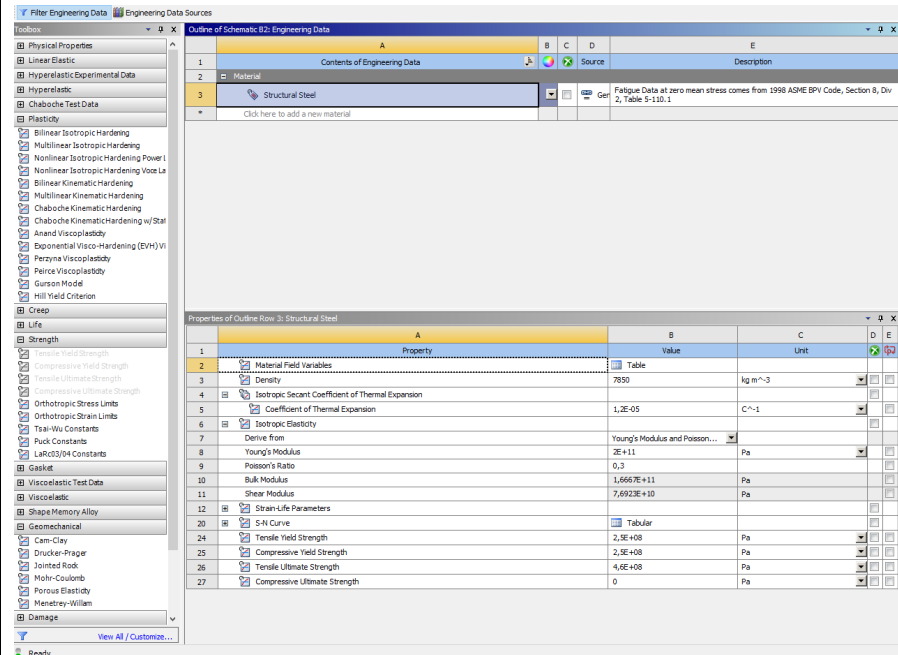 Filter Engineering Data Engineering Data Sources
Toolbox
Physical Properties
Linear Elastic
Hyperelastic Experimental Data
Hyperelastic
Chaboche Test Data
Plasticity
Bilinear Isotropic Hardening
Multilinear Isotropic Hardening
Nonlinear Isotropic Hardening Power L
Nonlinear Isotropic Hardening Voce La
Bilinear Kinematic Hardening
Multilinear Kinematic Hardening
Chaboche Kinematic Hardening
Chaboche Kinematic Hardening w/Stat
Anand Viscoplasticity
Exponential Visco-Hardening (EVH) Vi
Perzyna Viscoplasticity
Peirce Viscoplasticity
Gurson Model
Hill Yield Criterion
Creep
Life
Strength
Tensile Yield Strength
Compressive Yield Strength
Tensile Ultimate Strength
Compressive Ultimate Strength
Orthotropic Stress Limits
Orthotropic Strain Limits
Tsai-Wu Constants
Puck Constants
LaRc03/04 Constants
Gasket
Viscoelastic Test Data
Viscoelastic
Shape Memory Alloy
Geomechanical
Cam-Clay
Drucker-Prager
Jointed Rock
Mohr-Coulomb
Porous Elasticity
Menetrey-Willam
Damage
View All / Customize...
Ready
Outline of Schematic B2: Engineering Data
A B C D E
1 Contents of Engineering Data Source Description
2 Material
3 Structural Steel Ger Fatigue Data at zero mean stress comes from 1998 ASME BPV Code, Section 8, Div
2, Table 5-110.1
* Click here to add a new material
Properties of Outline Row 3: Structural Steel
A B C D E
1 Property Value Unit
2 Material Field Variables Table
3 Density 7850 kg m^-3
4 Isotropic Secant Coefficient of Thermal Expansion
5 Coefficient of Thermal Expansion 1,2E-05 C^-1
6 Isotropic Elasticity
7 Derive from Young's Modulus and Poisson...
8 Young's Modulus 2E+11 Pa
9 Poisson's Ratio 0,3
10 Bulk Modulus 1,6667E+11 Pa
11 Shear Modulus 7,6923E+10 Pa
12 Strain-Life Parameters
20 S-N Curve Tabular
24 Tensile Yield Strength 2,5E+08 Pa
25 Compressive Yield Strength 2,5E+08 Pa
26 Tensile Ultimate Strength 4,6E+08 Pa
27 Compressive Ultimate Strength 0 Pa